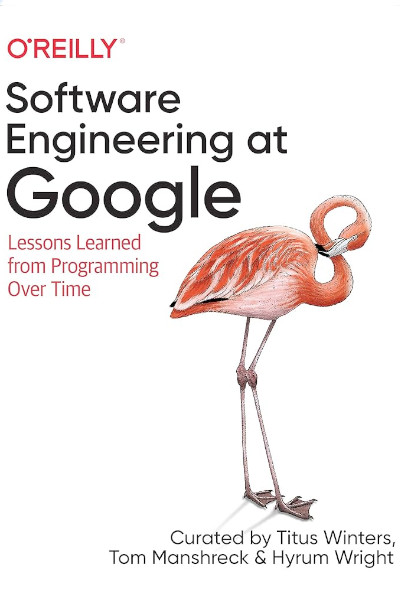 O'REILLY®
Software
Engineering at
Google
Lessons Learned
from Programming
Over Time
Curated by Titus Winters,
Tom Manshreck & Hyrum Wright